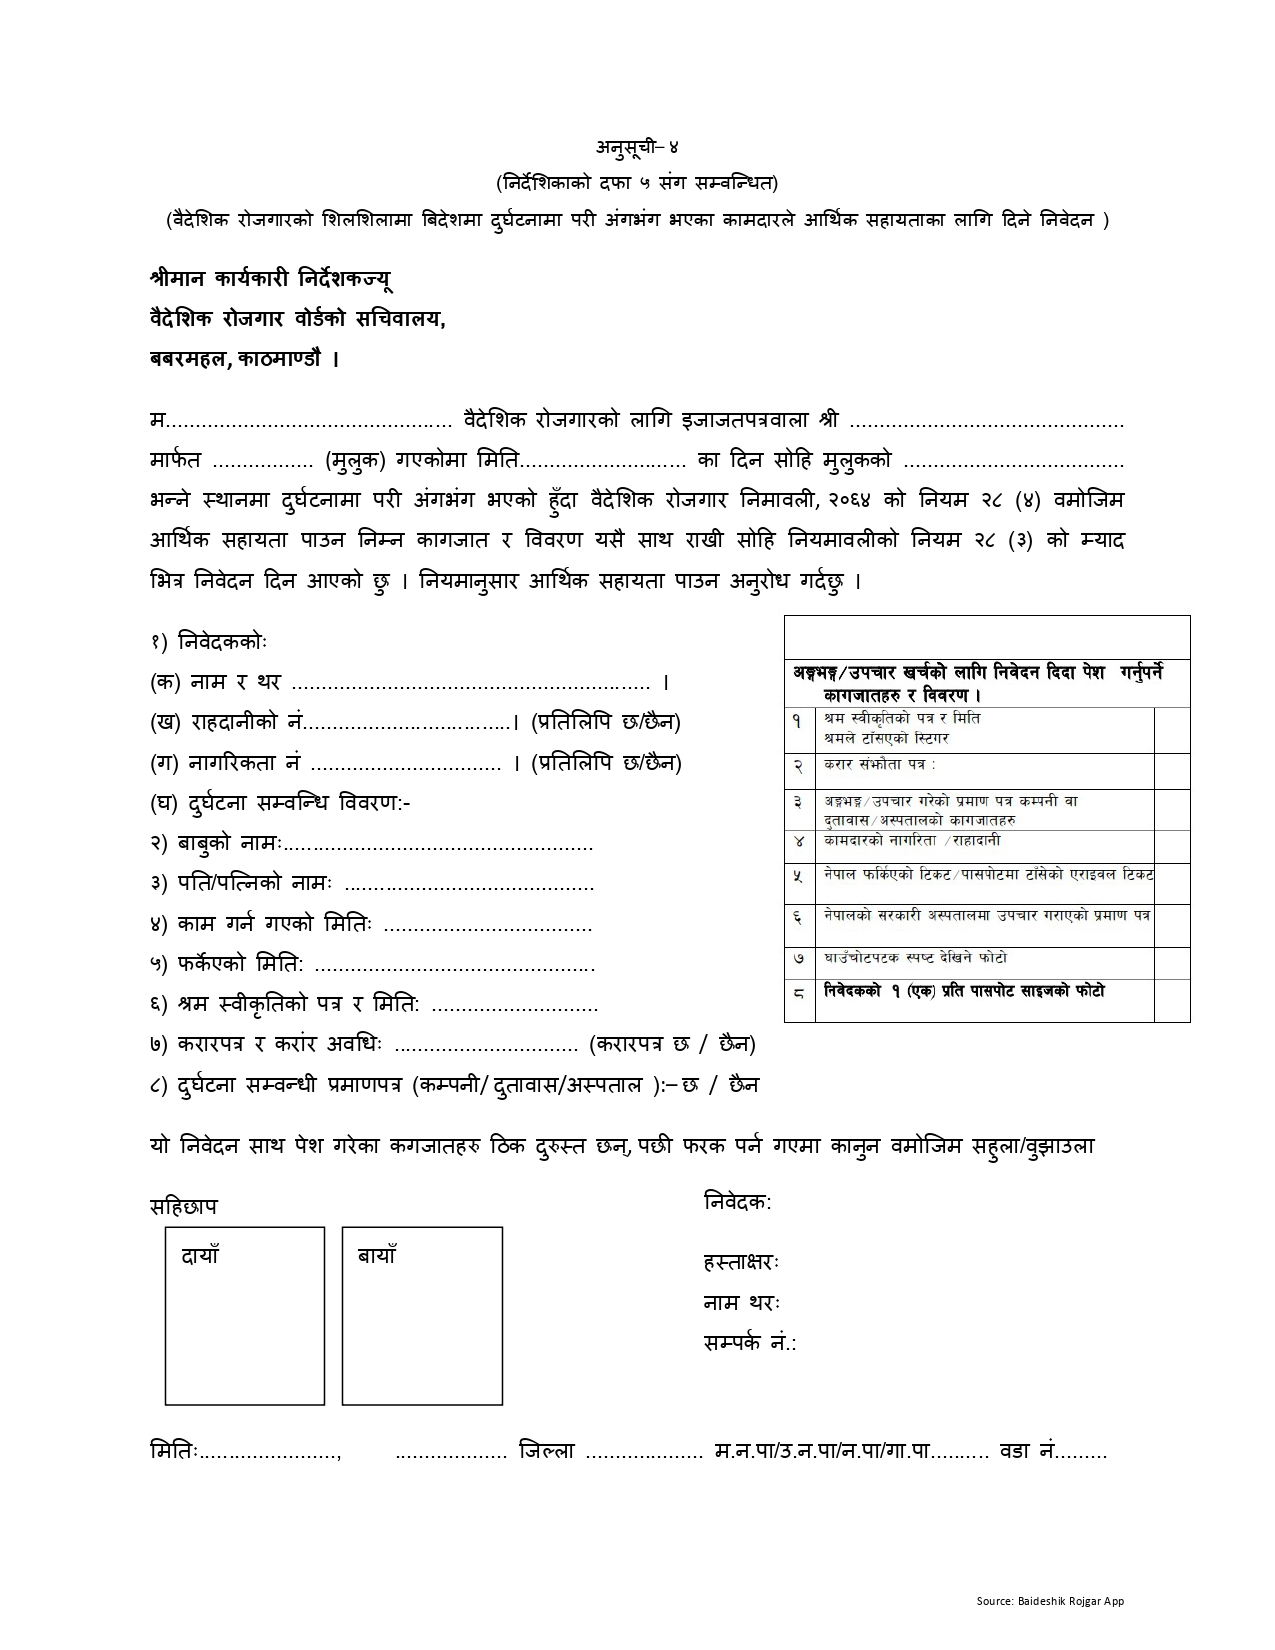 अनुसूची–४
(निर्देशिकाको दफा ५ संग सम्वन्धित)
(वैदेशिक रोजगारको शिलशिलामा बिदेशमा दुर्घटनामा परी अंगभंग भएका कामदारले आर्थिक सहायताका लागि दिने निवेदन )
श्रीमान कार्यकारी निर्देशकज्यू
वैदेशिक रोजगार वोर्डको सचिवालय,
बबरमहल, काठमाण्डौ ।
म................................................ वैदेशिक रोजगारको लागि इजाजतपत्रवाला श्री ..............................................
मार्फत ................. (मुलुक) गएकोमा मिति............................ का दिन सोहि मुलुकको .....................................
भन्ने स्थानमा दुर्घटनामा परी अंगभंग भएको हुँदा वैदेशिक रोजगार निमावली, २०६४ को नियम २८ (४) वमोजिम
आर्थिक सहायता पाउन निम्न कागजात र विवरण यसै साथ राखी सोहि नियमावलीको नियम २८ (३) को म्याद
भित्र निवेदन दिन आएको छु । नियमानुसार आर्थिक सहायता पाउन अनुरोध गर्दछु ।
१) निवेदककोः
(क) नाम र थर ............................................................ ।
(ख) राहदानीको नं...................................। (प्रतिलिपि छ/छैन)
(ग) नागरिकता नं ................................ । (प्रतिलिपि छ/छैन)
(घ) दुर्घटना सम्वन्धि विवरण:-
२) बाबुको नामः....................................................
३) पति/पत्निको नामः ..........................................
४) काम गर्न गएको मितिः ...................................
५) फर्केएको मिति: ...............................................
६) श्रम स्वीकृतिको पत्र र मिति: ............................
७) करारपत्र र करांर अवधिः ............................... (करारपत्र छ / छैन)
८) दुर्घटना सम्वन्धी प्रमाणपत्र (कम्पनी/ दुतावास/अस्पताल ):–छ / छैन
अङ्गभङ्ग/उपचार खर्चको लागि निवेदन दिदा पेश गर्नुपर्ने
कागजातहरु र विवरण ।
१ श्रम स्वीकृतिको पत्र र मिति
श्रमले टाँसएको स्टिगर
२ करार संझौता पत्र :
३ अङ्गभङ्ग/उपचार गरेको प्रमाण पत्र कम्पनी वा
दुतावास/अस्पतालको कागजातहरु
४ कामदारको नागरिता /राहादानी
५ नेपाल फर्किएको टिकट/पासपोटमा टाँसेको एराइवल टिकट
६ नेपालको सरकारी अस्पतालमा उपचार गराएको प्रमाण पत्र
७ घाउँचोटपटक स्पष्ट देखिने फोटो
८ निवेदकको १ (एक) प्रति पासपोट साइजको फोटो
यो निवेदन साथ पेश गरेका कगजातहरु ठिक दुरुस्त छन्, पछी फरक पर्न गएमा कानुन वमोजिम सहुला/वुझाउला
सहिछाप
दायाँ बायाँ
निवेदक:
हस्ताक्षरः
नाम थरः
सम्पर्क नं.:
मितिः......................., ................... जिल्ला .................... म.न.पा/उ.न.पा/न.पा/गा.पा.......... वडा नं.........
Source: Baideshik Rojgar App